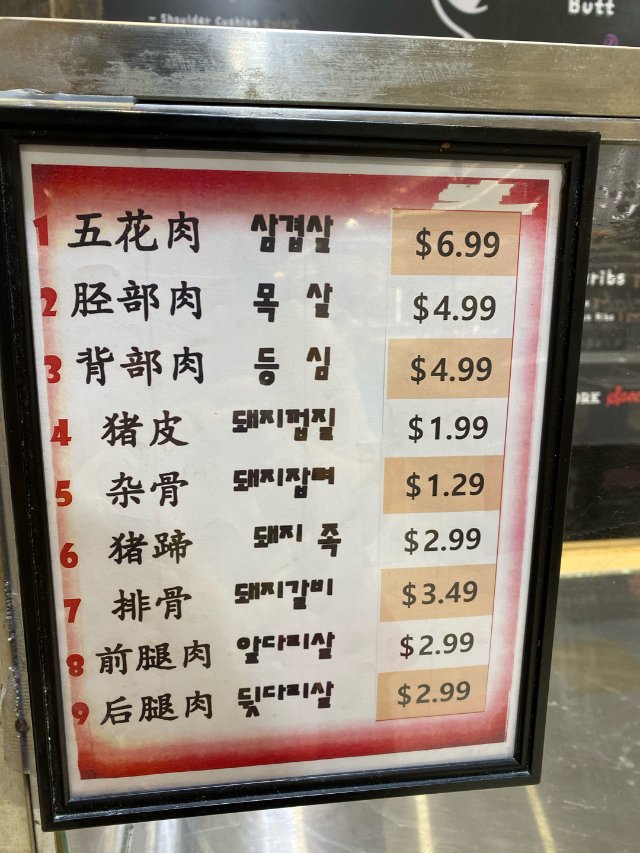 - Shoulder Cushion
Butt
1 五花肉 삼겹살 $6.99
2 胫部肉 목 살 $4.99
3 背部肉 등 심 $4.99
4 猪皮 돼지껍질 $1.99
5 杂骨 돼지잡뼈 $1.29
6 猪蹄 돼지 족 $2.99
7 排骨 돼지갈비 $3.49
8 前腿肉 앞다리살 $2.99
9 后腿肉 뒷다리살 $2.99
ribs